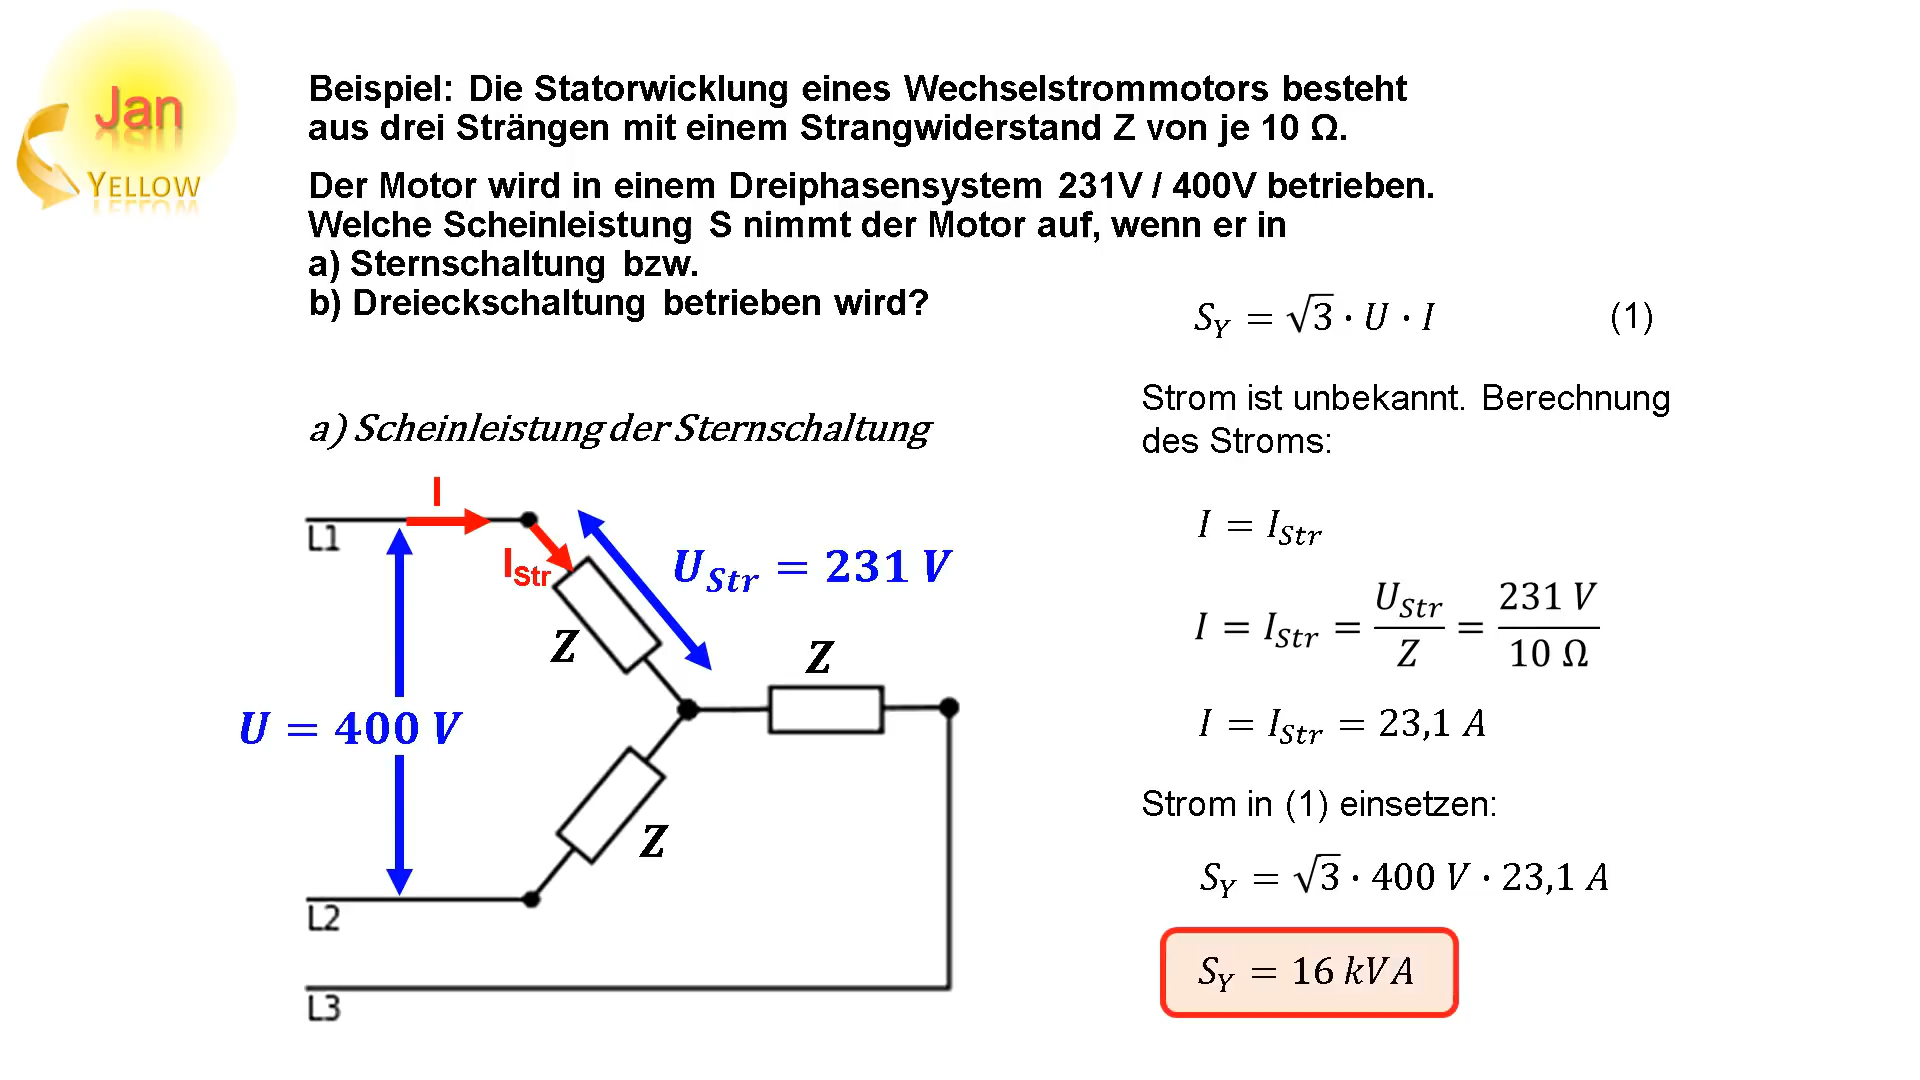 Jan
YELLOW
Beispiel: Die Statorwicklung eines Wechselstrommotors besteht
aus drei Strängen mit einem Strangwiderstand Z von je 10 Ω.
Der Motor wird in einem Dreiphasensystem 231V / 400V betrieben.
Welche Scheinleistung S nimmt der Motor auf, wenn er in
a) Sternschaltung bzw.
b) Dreieckschaltung betrieben wird?
a) Scheinleistung der Sternschaltung
I
L1
I_Str
U_Str = 231 V
Z
Z
U = 400 V
Z
L2
L3
S_Y = √3 · U · I (1)
Strom ist unbekannt. Berechnung
des Stroms:
I = I_Str
I = I_Str = U_Str / Z = 231 V / 10 Ω
I = I_Str = 23,1 A
Strom in (1) einsetzen:
S_Y = √3 · 400 V · 23,1 A
S_Y = 16 kVA